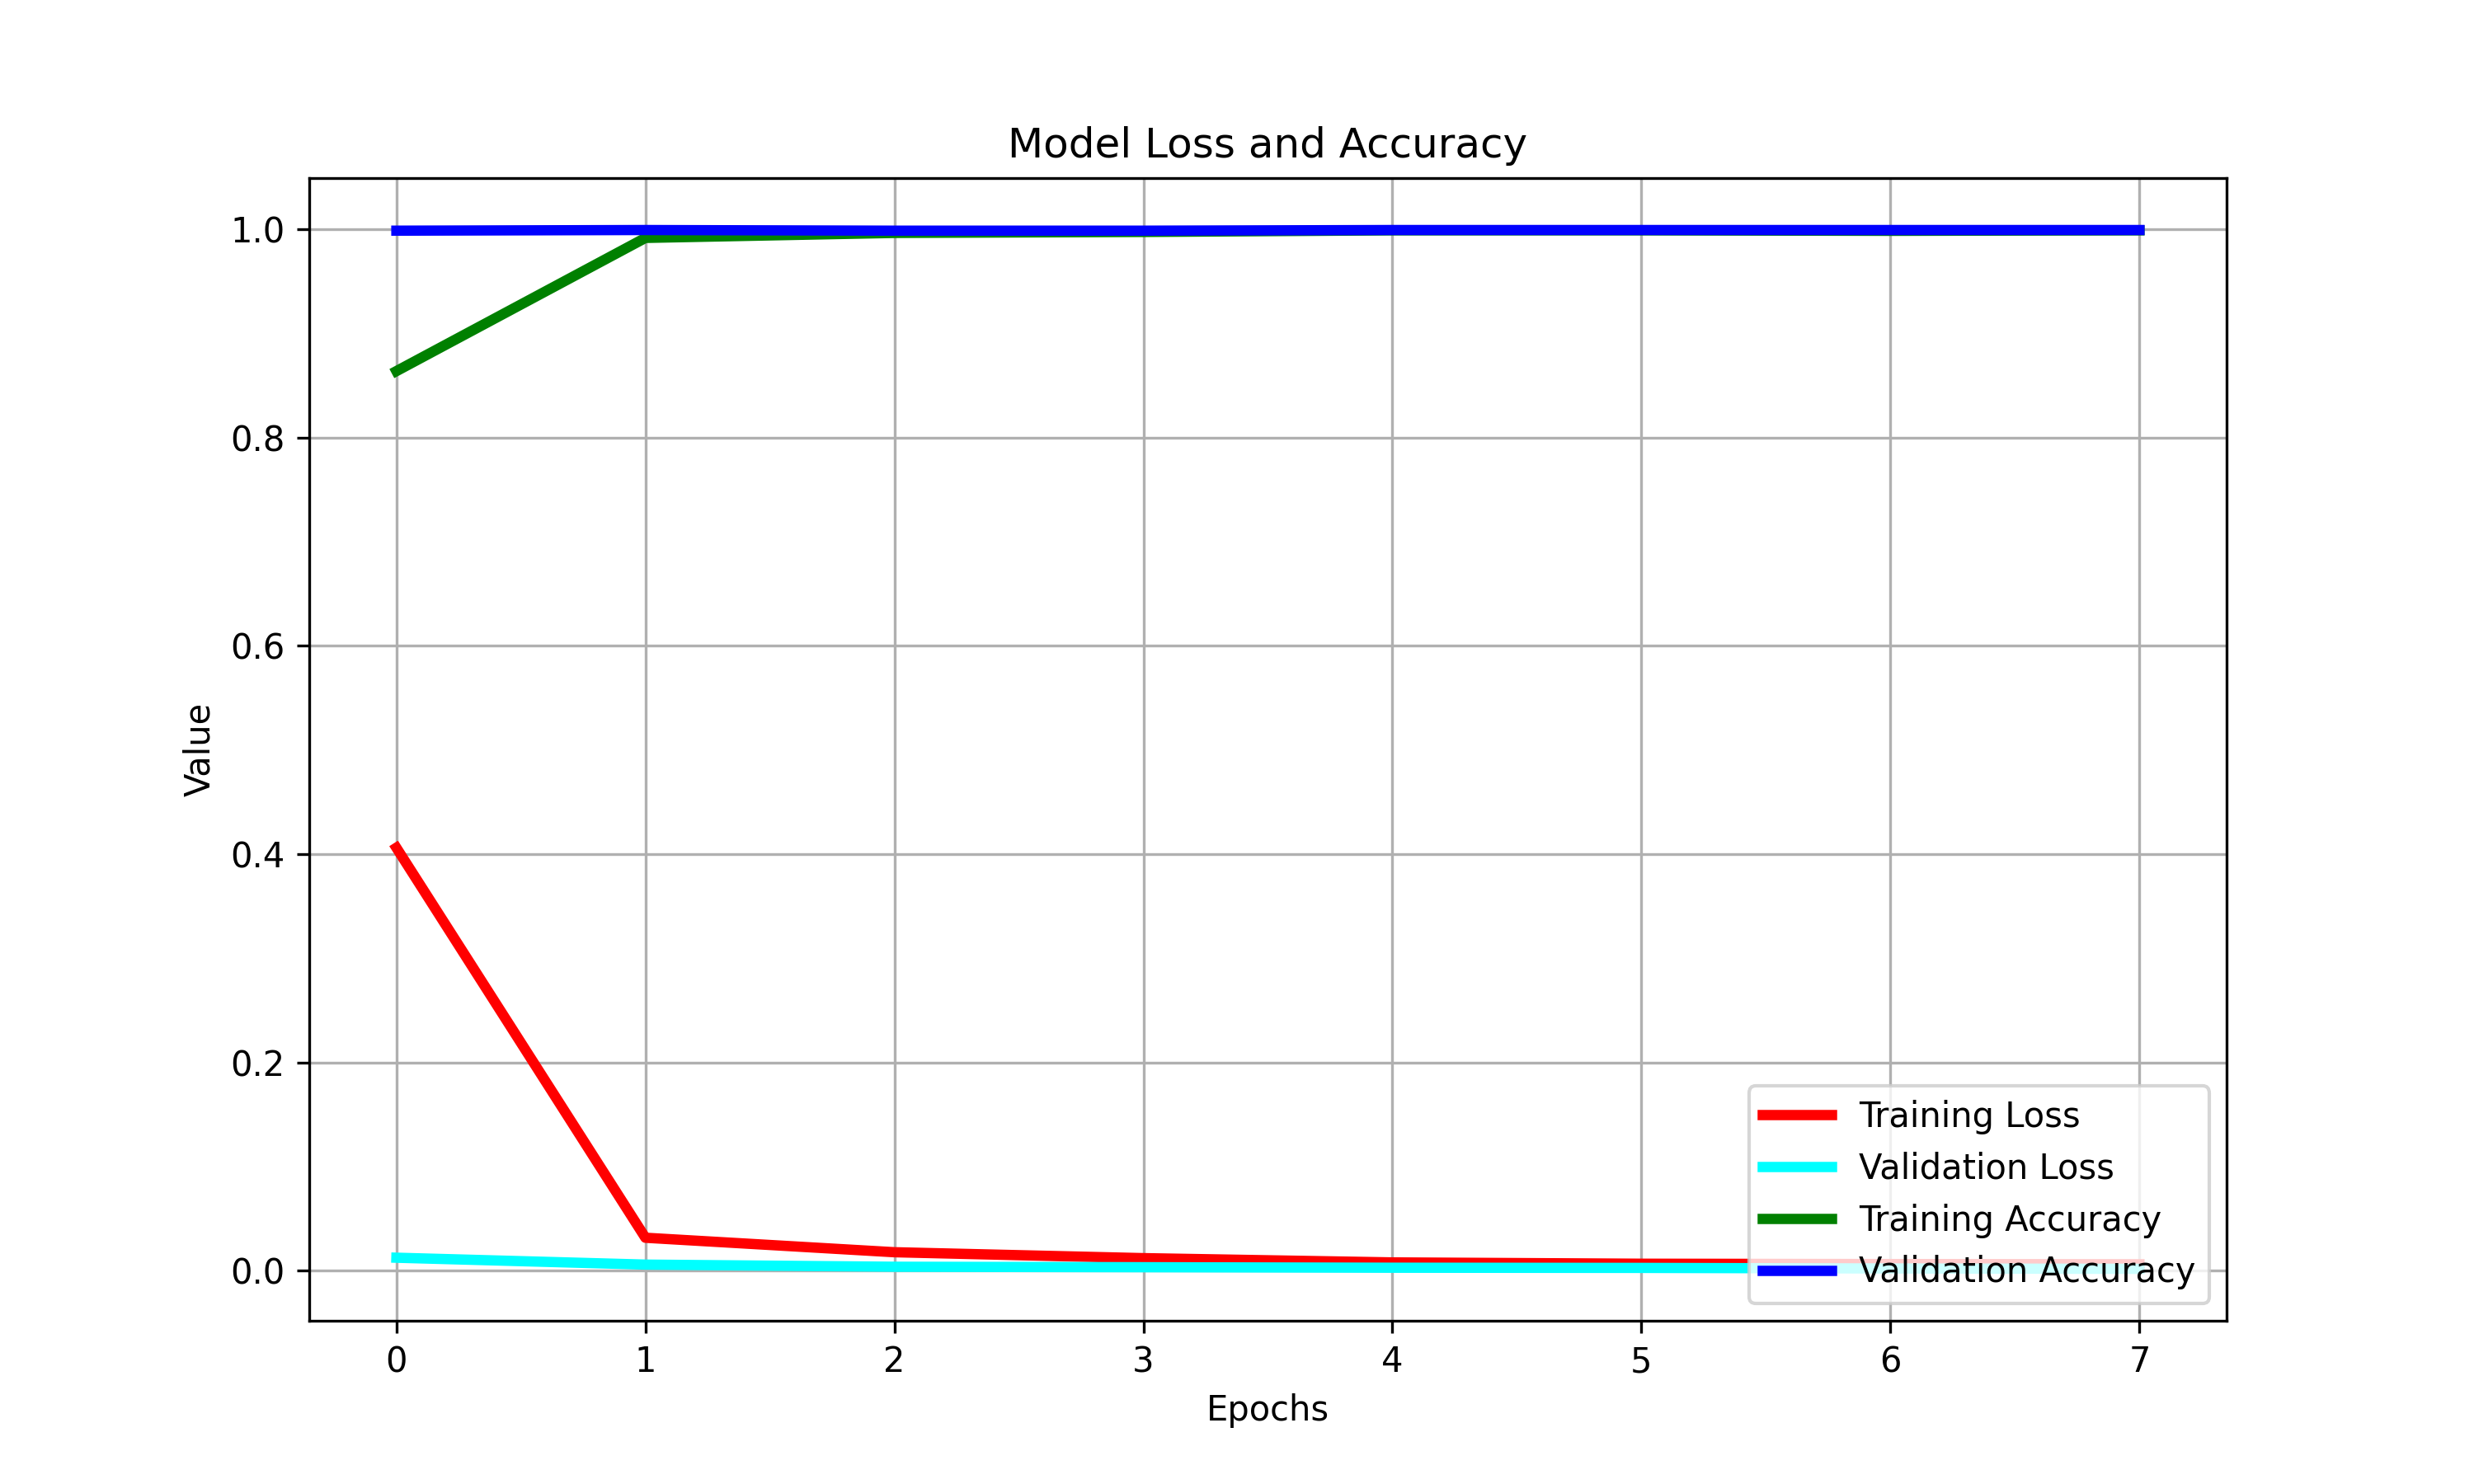 Model Loss and Accuracy
1.0
0.8
0.6
0.4
0.2
0.0
Value
Training Loss
Validation Loss
Training Accuracy
Validation Accuracy
0 1 2 3 4 5 6 7
Epochs